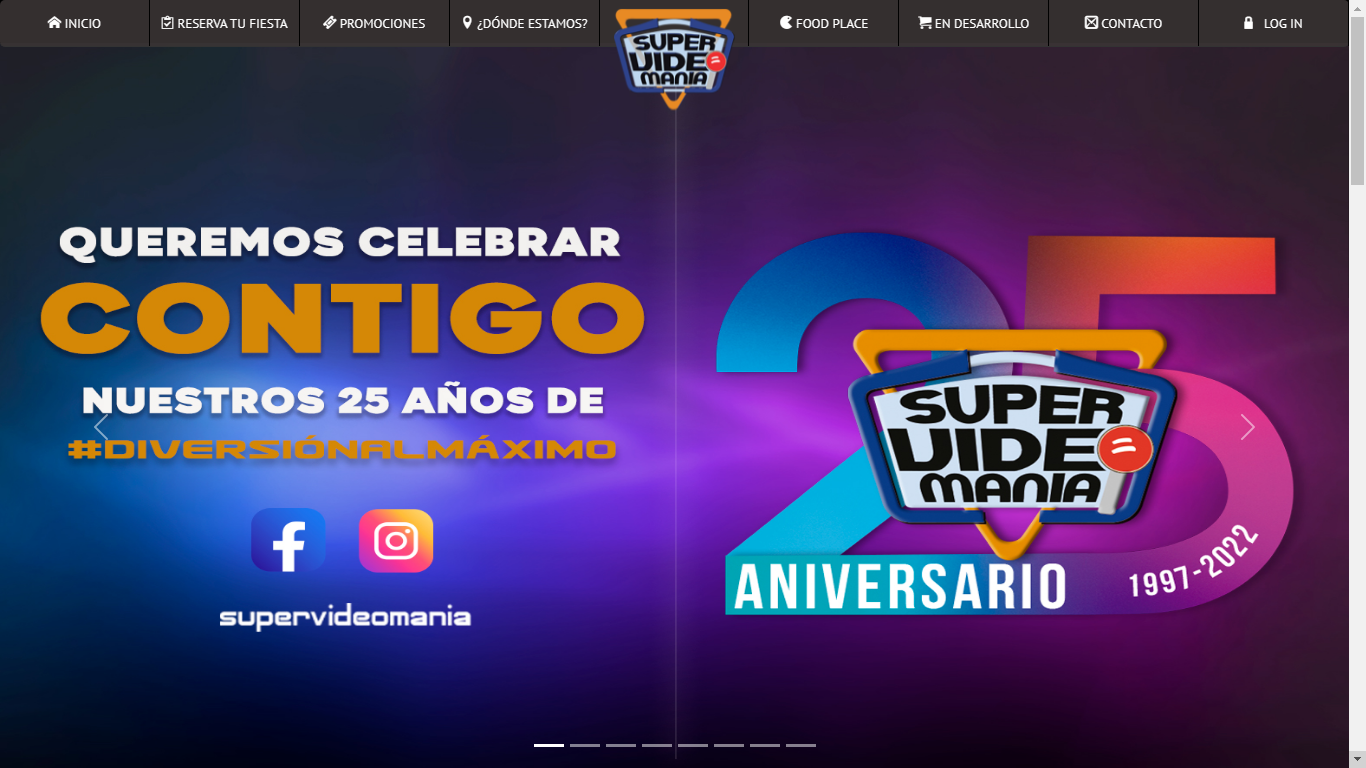 INICIO
RESERVA TU FIESTA
PROMOCIONES
¿DÓNDE ESTAMOS?
SUPER
VIDEO
MANIA
FOOD PLACE
EN DESARROLLO
CONTACTO
LOG IN
QUEREMOS CELEBRAR
CONTIGO
NUESTROS 25 AÑOS DE
#DIVERSIÓNALMÁXIMO
supervideomania
25
SUPER
VIDEO
MANIA
ANIVERSARIO
1997-2022